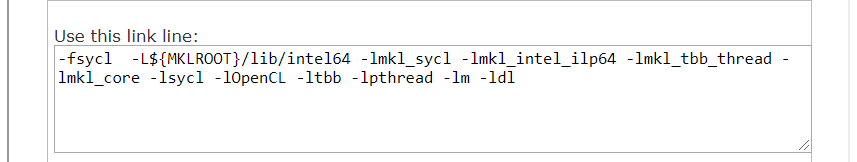 Use this link line:
-fsycl  -L${MKLROOT}/lib/intel64 -lmkl_sycl -lmkl_intel_ilp64 -lmkl_tbb_thread -
lmkl_core -lsycl -lOpenCL -ltbb -lpthread -lm -ldl